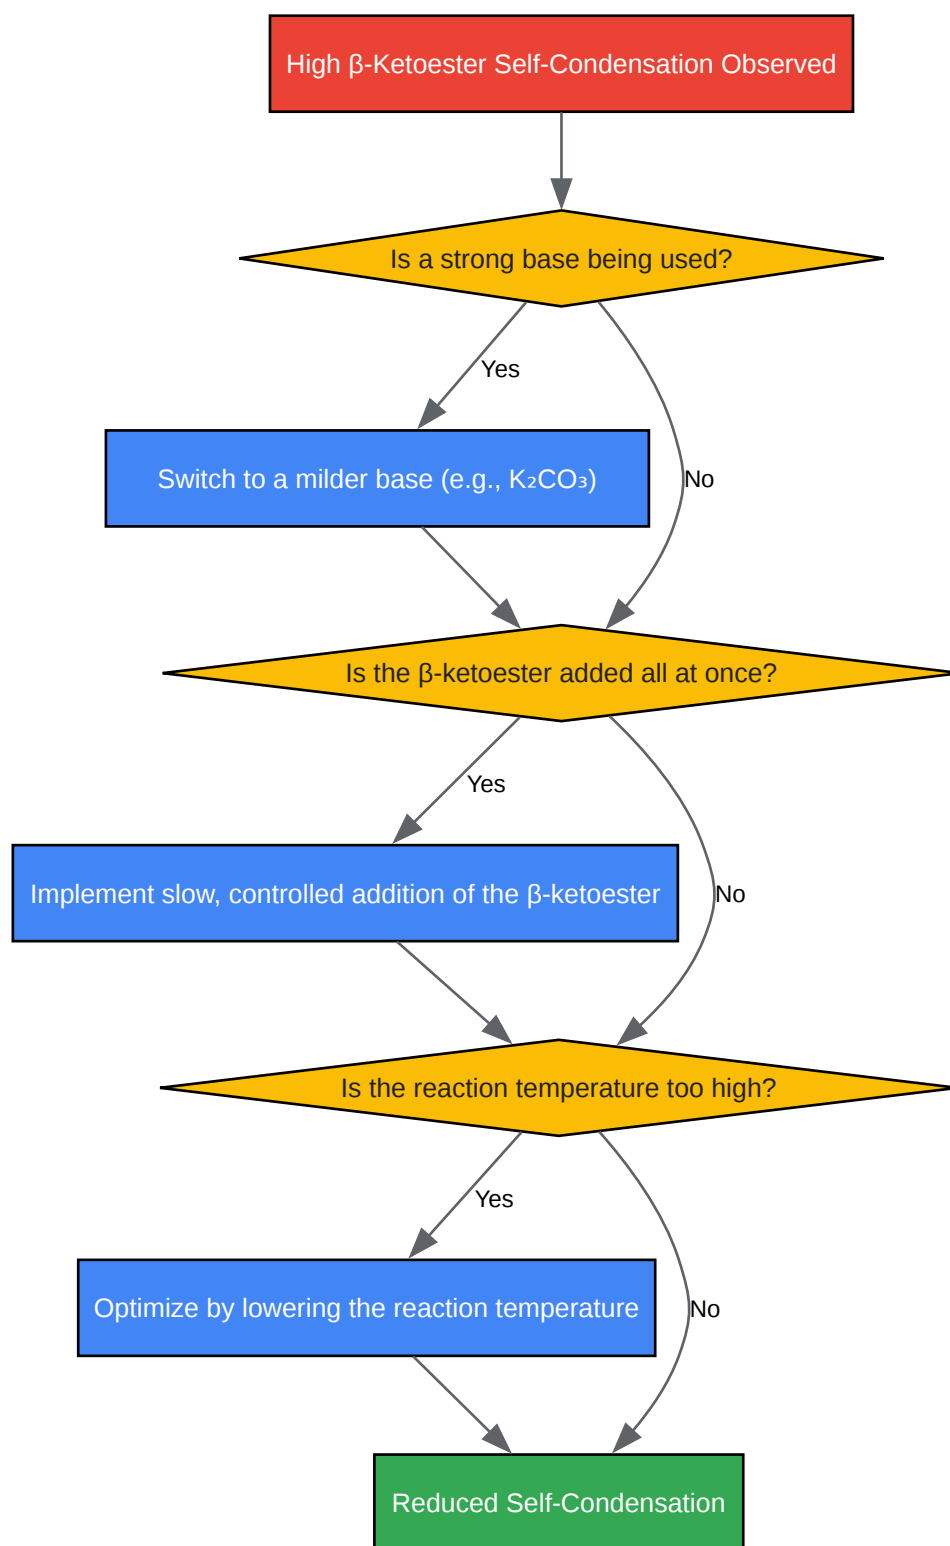 High β-Ketoester Self-Condensation Observed
Is a strong base being used?
Yes
Switch to a milder base (e.g., K₂CO₃)
No
Is the β-ketoester added all at once?
Yes
Implement slow, controlled addition of the β-ketoester
No
Is the reaction temperature too high?
Yes
Optimize by lowering the reaction temperature
No
Reduced Self-Condensation